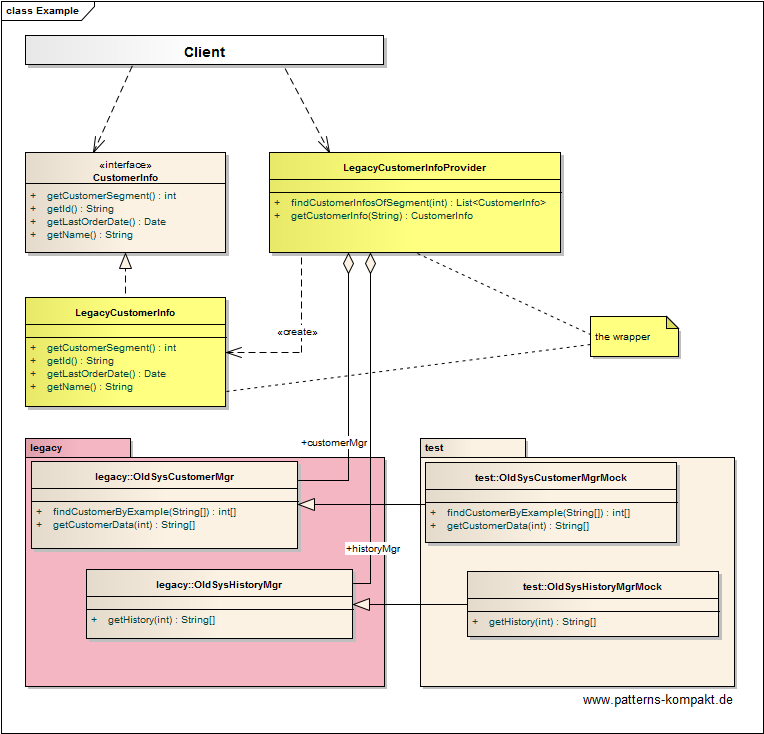 class Example
Client
«interface»
CustomerInfo
+ getCustomerSegment() : int
+ getId() : String
+ getLastOrderDate() : Date
+ getName() : String
LegacyCustomerInfoProvider
+ findCustomerInfosOfSegment(int) : List<CustomerInfo>
+ getCustomerInfo(String) : CustomerInfo
LegacyCustomerInfo
+ getCustomerSegment() : int
+ getId() : String
+ getLastOrderDate() : Date
+ getName() : String
«create»
the wrapper
+customerMgr
legacy
legacy::OldSysCustomerMgr
+ findCustomerByExample(String[]) : int[]
+ getCustomerData(int) : String[]
test
test::OldSysCustomerMgrMock
+ findCustomerByExample(String[]) : int[]
+ getCustomerData(int) : String[]
+historyMgr
legacy::OldSysHistoryMgr
+ getHistory(int) : String[]
test::OldSysHistoryMgrMock
+ getHistory(int) : String[]
www.patterns-kompakt.de